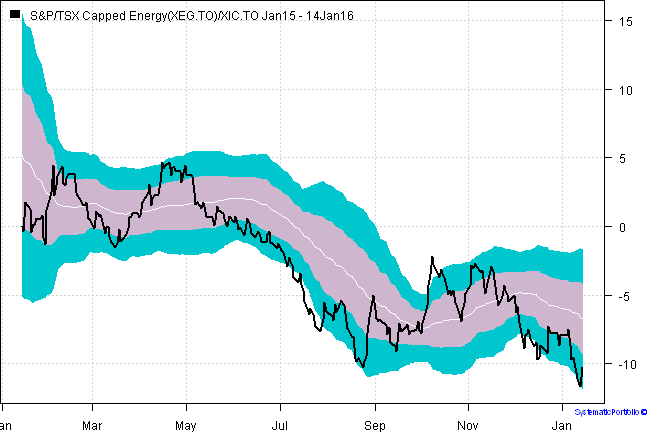 S&P/TSX Capped Energy(XEG.TO)/XIC.TO Jan15 - 14Jan16
15
10
5
0
-5
-10
an Mar May Jul Sep Nov Jan
SystematicPortfolio ©